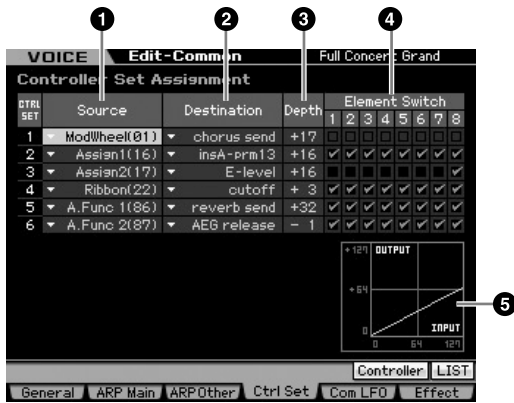 1 2 3 4
VOICE Edit-Common Full Concert Grand
Controller Set Assignment
CTRL SET Source Destination Depth Element Switch
1 2 3 4 5 6 7 8
1 ModWheel(01) chorus send +17
2 Assign1(16) insA-prm13 +16
3 Assign2(17) E-level +16
4 Ribbon(22) cutoff + 3
5 A.Func 1(86) reverb send +32
6 A.Func 2(87) AEG release - 1
+127 OUTPUT
+64
5
0 INPUT
0 64 127
Controller LIST
General ARP Main ARP Other Ctrl Set Com LFO Effect